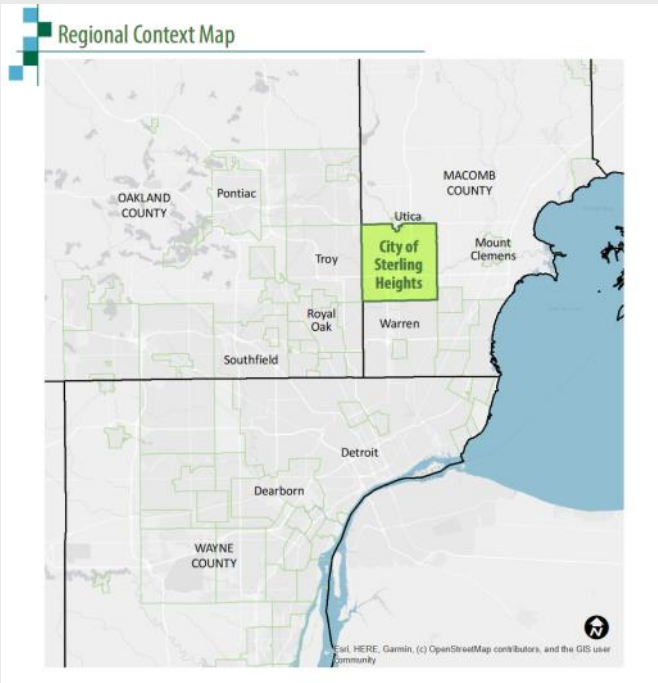 Regional Context Map
MACOMB
COUNTY
OAKLAND
COUNTY
Pontiac
Utica
City of
Sterling
Heights
Mount
Clemens
Troy
Royal
Oak
Warren
Southfield
Detroit
Dearborn
WAYNE
COUNTY
N
Esri, HERE, Garmin, (c) OpenStreetMap contributors, and the GIS user
community